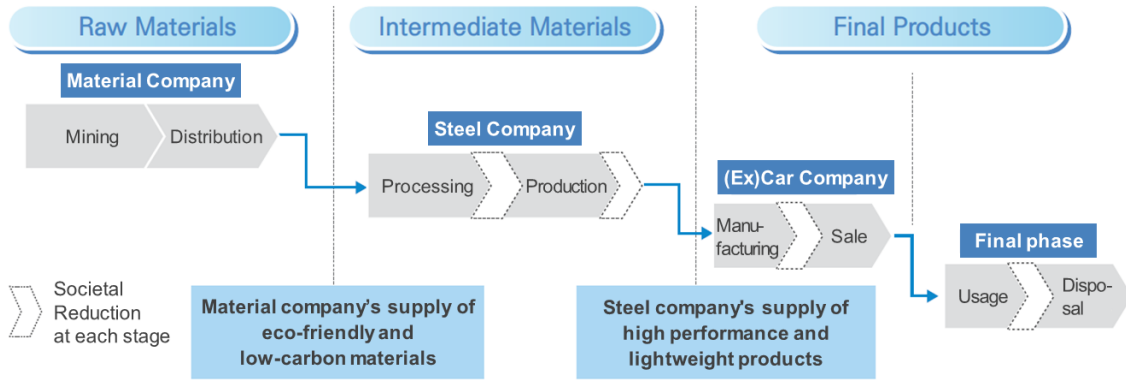 Raw Materials
Intermediate Materials
Final Products
Material Company
Mining
Distribution
Steel Company
Processing
Production
(Ex)Car Company
Manu-
facturing
Sale
Final phase
Usage
Dispo-
sal
Societal
Reduction
at each stage
Material company's supply of
eco-friendly and
low-carbon materials
Steel company's supply of
high performance and
lightweight products